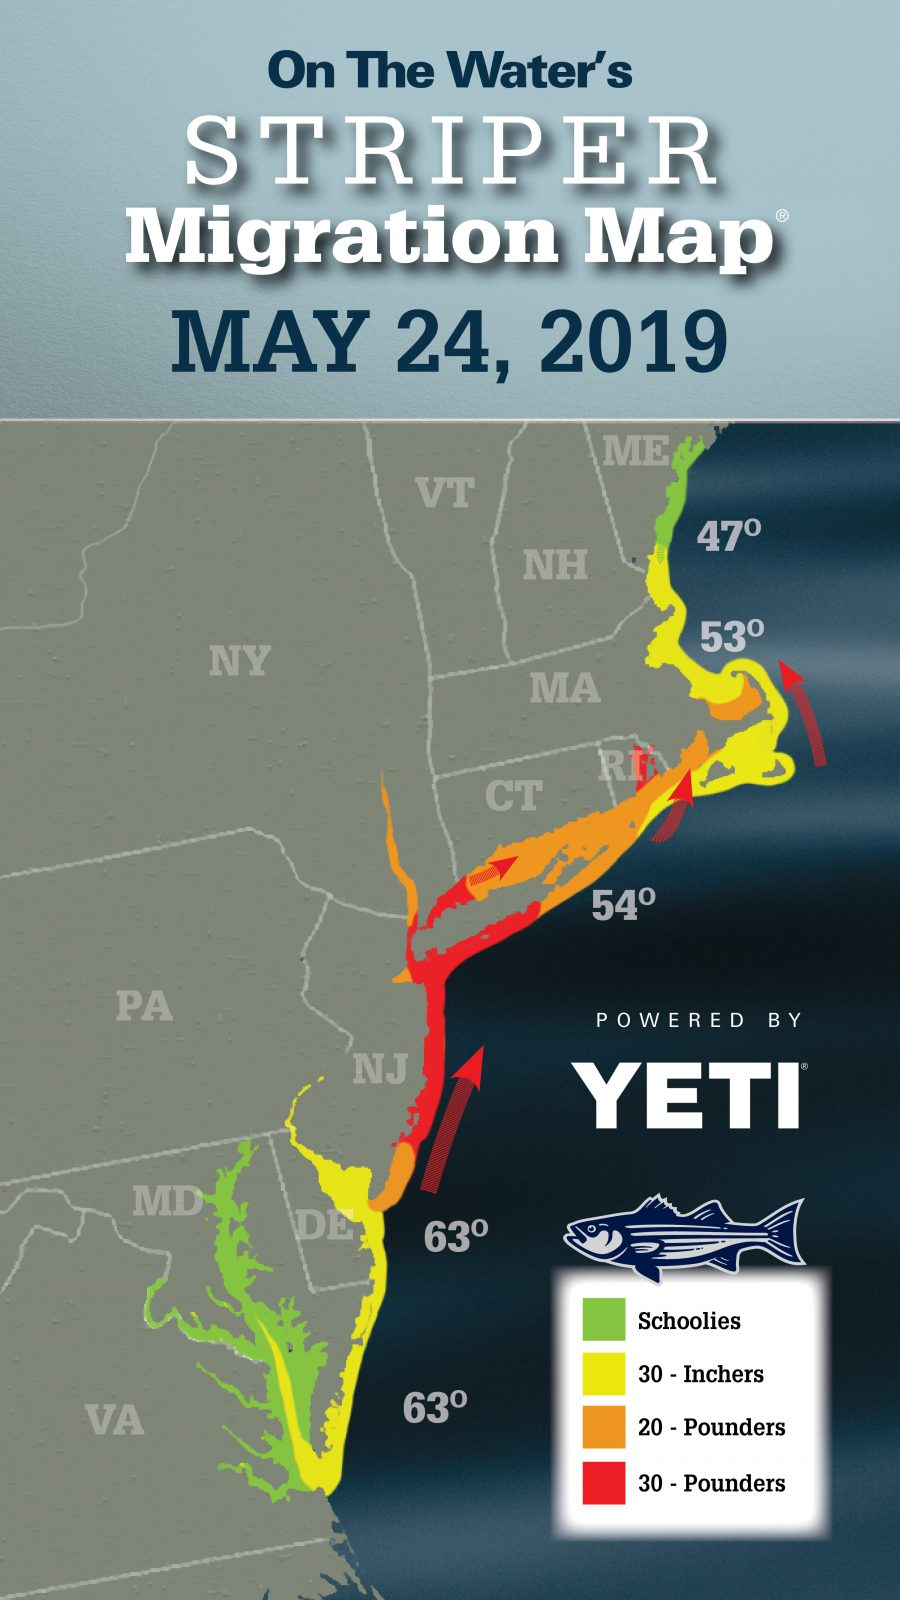 On The Water's
STRIPER
Migration Map®
MAY 24, 2019
ME
VT
47º
NH
53º
NY
MA
RI
CT
54º
PA
POWERED BY
NJ
YETI®
MD
DE
63º
Schoolies
30 - Inchers
63º
VA
20 - Pounders
30 - Pounders